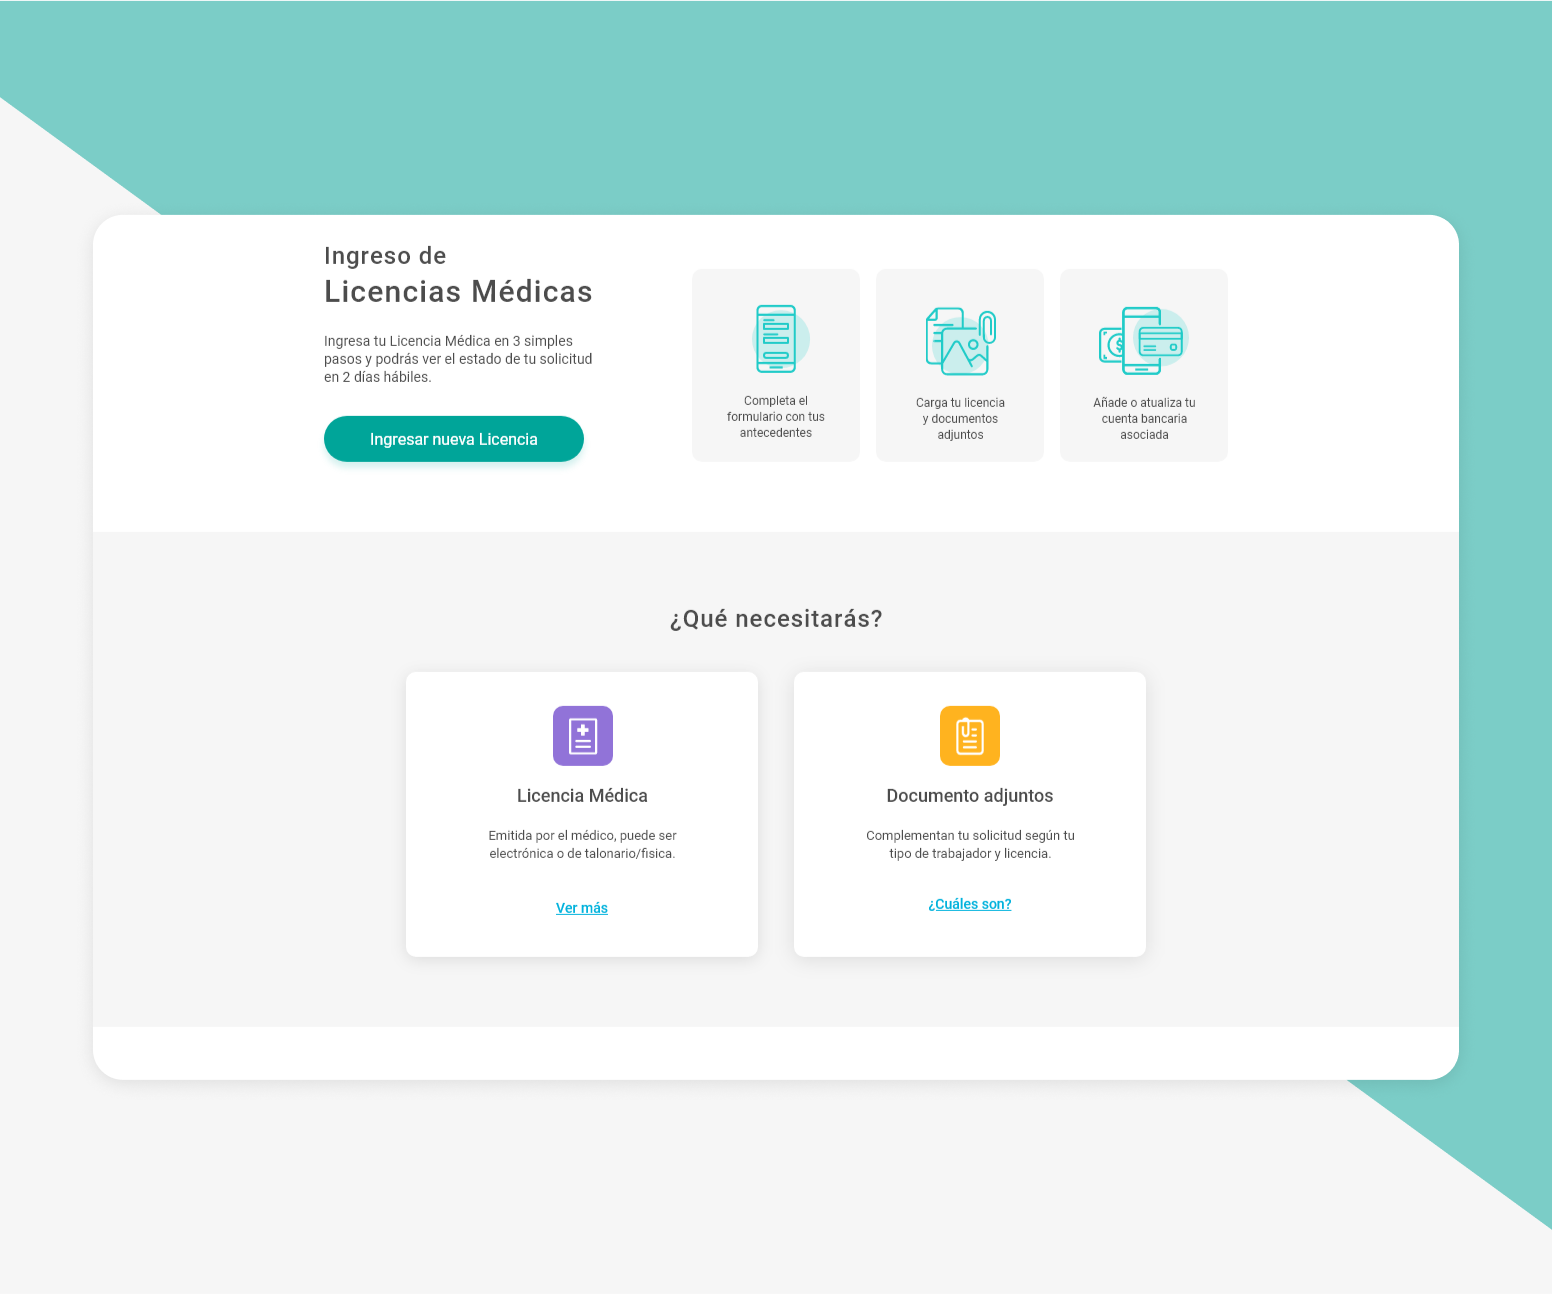 Ingreso de
Licencias Médicas
Ingresa tu Licencia Médica en 3 simples
pasos y podrás ver el estado de tu solicitud
en 2 días hábiles.
Ingresar nueva Licencia
Completa el
formulario con tus
antecedentes
Carga tu licencia
y documentos
adjuntos
Añade o atualiza tu
cuenta bancaria
asociada
¿Qué necesitarás?
Licencia Médica
Emitida por el médico, puede ser
electrónica o de talonario/fisica.
Ver más
Documento adjuntos
Complementan tu solicitud según tu
tipo de trabajador y licencia.
¿Cuáles son?